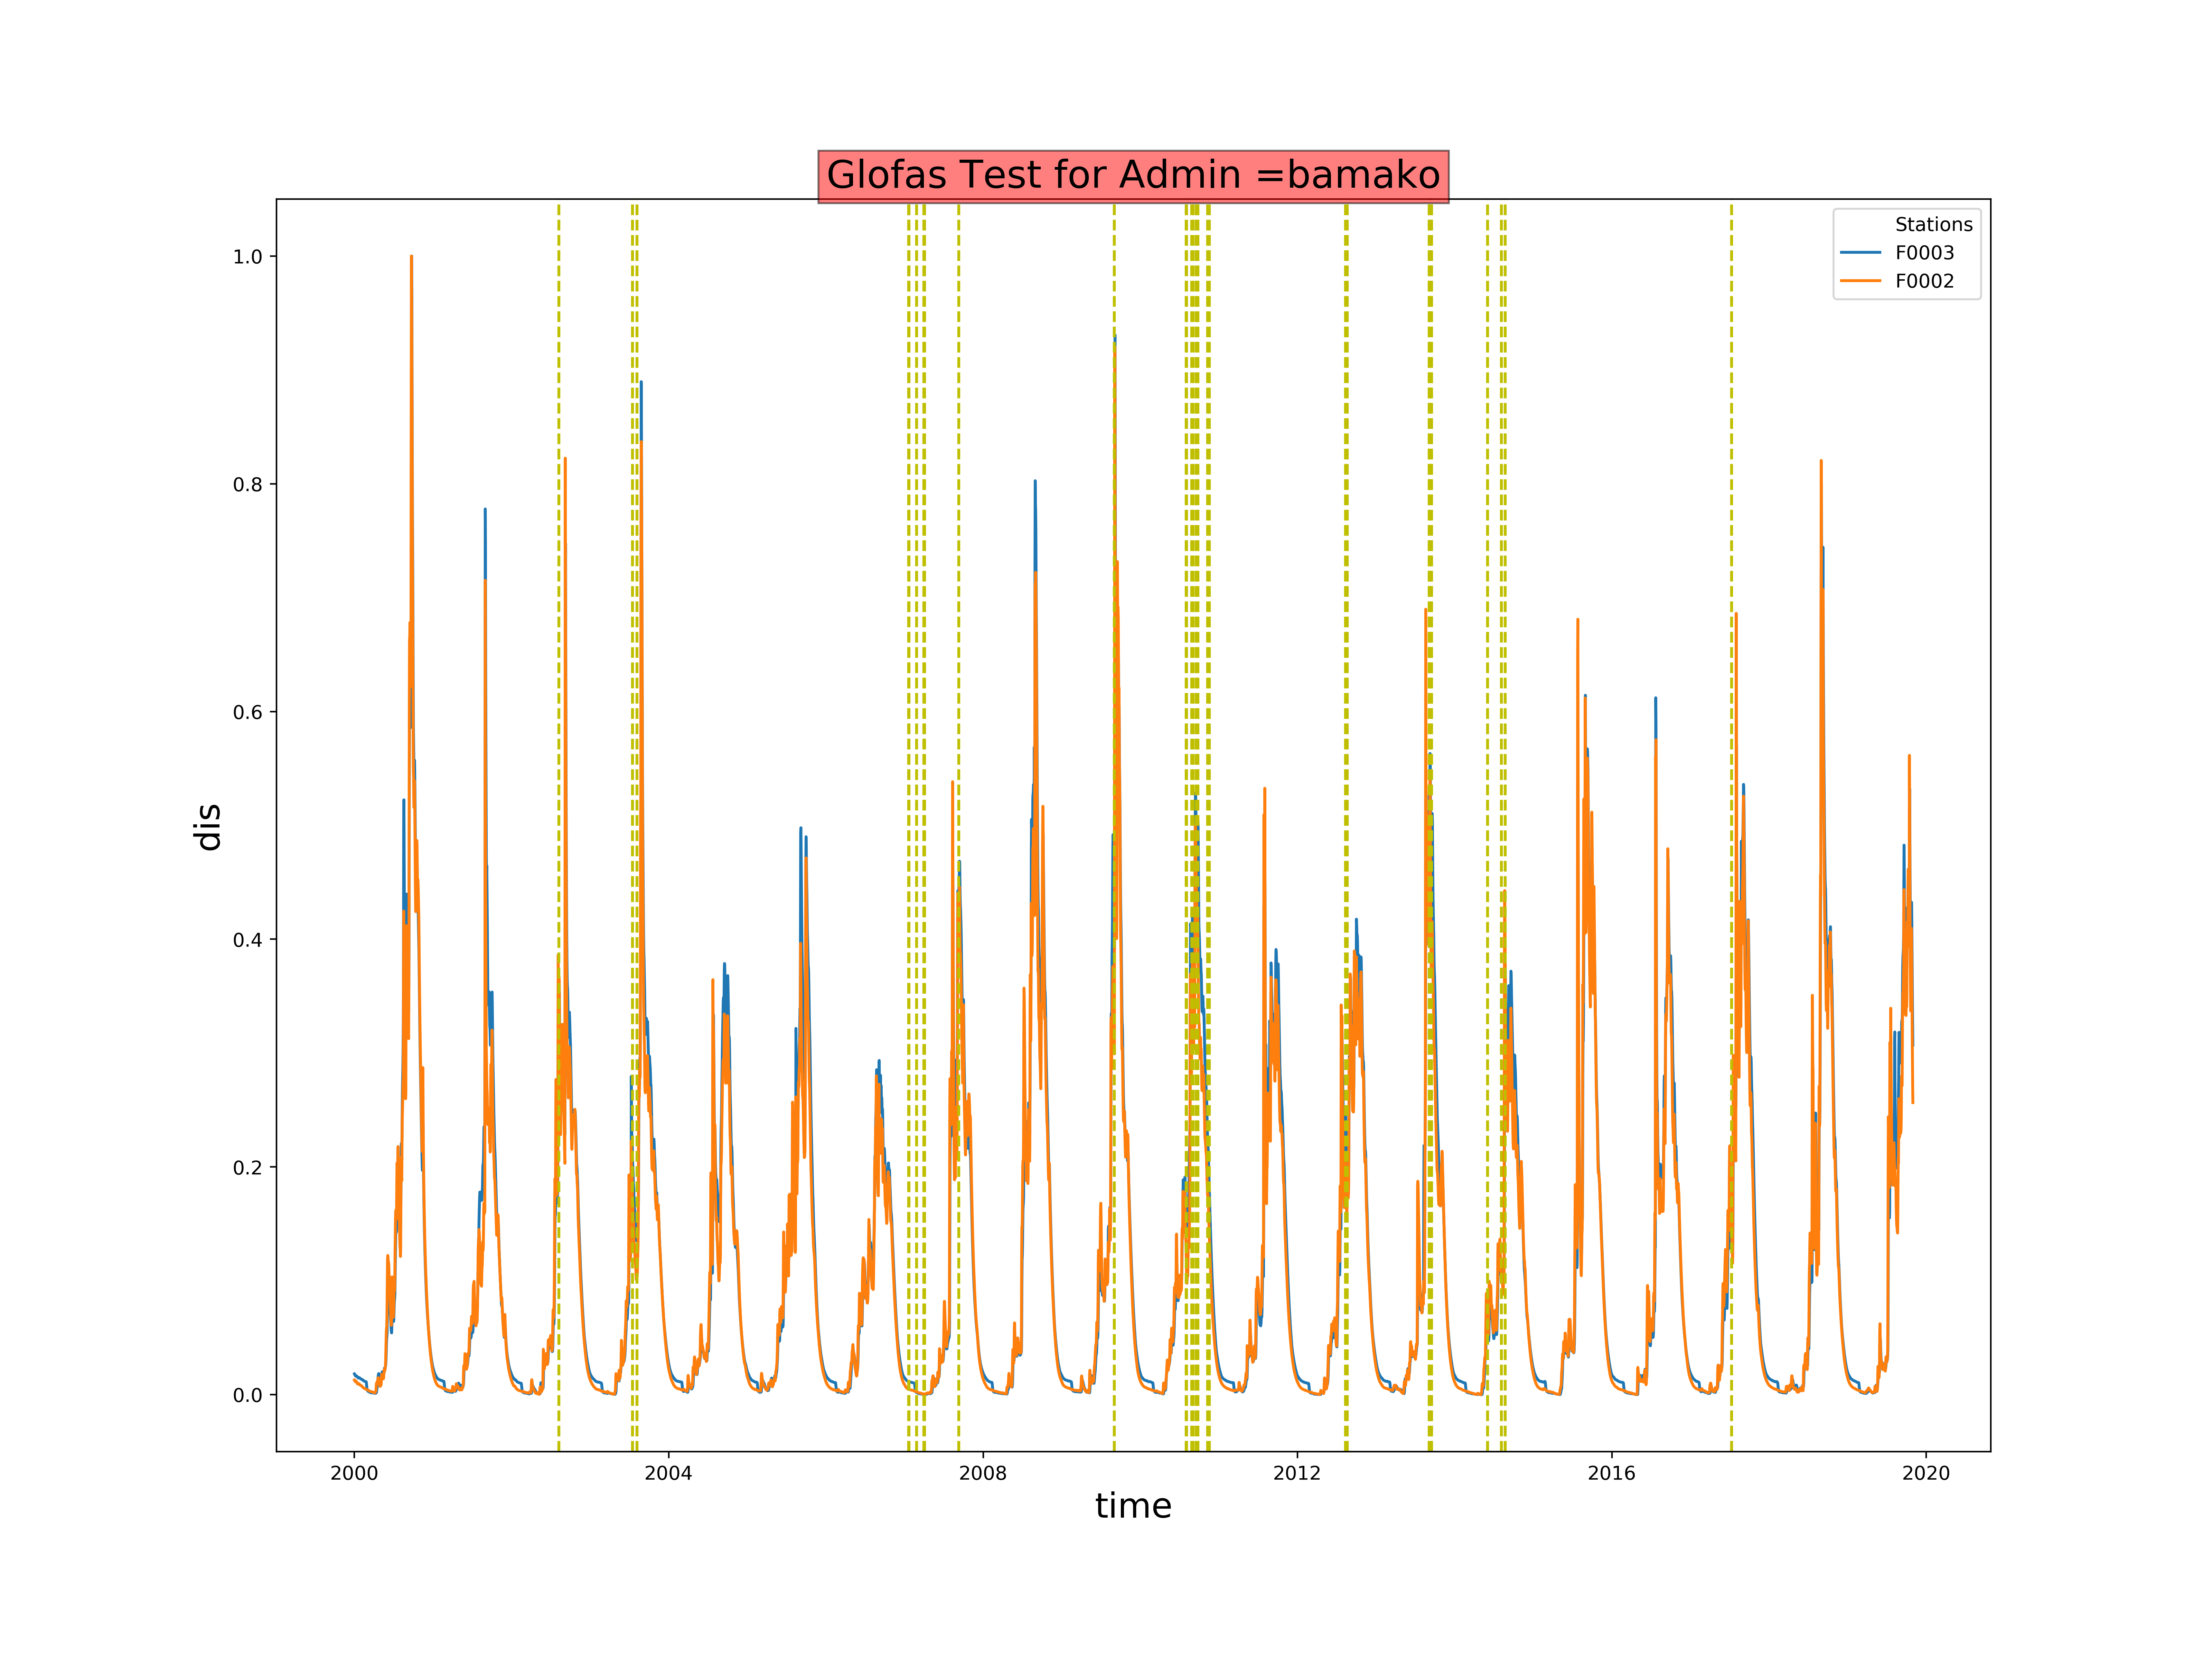 Glofas Test for Admin =bamako
Stations
F0003
F0002
1.0
0.8
0.6
0.4
0.2
0.0
dis
2000 2004 2008 2012 2016 2020
time